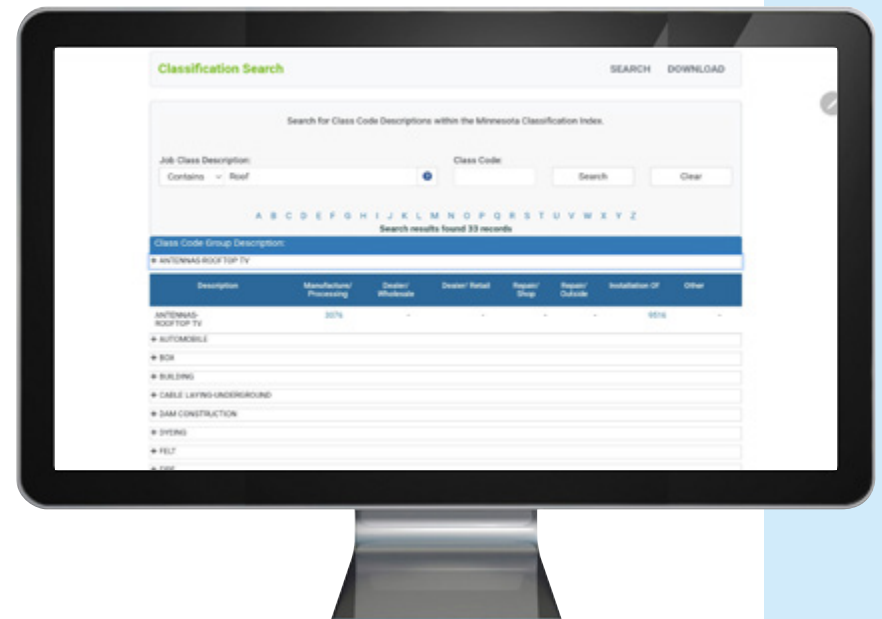 Classification Search SEARCH DOWNLOAD
Search for Class Code Descriptions within the Minnesota Classification Index.
Job Class Description: Class Code:
Contains Roof ? Search Clear
A B C D E F G H I J K L M N O P Q R S T U V W X Y Z
Search results found 33 records
Class Code Group Description:
+ ANTENNAS-ROOFTOP TV
Description Manufacture/ Processing Dealer/ Wholesale Dealer/ Retail Repair/ Shop Repair/ Outside Installation Of Other
ANTENNAS- 3076 - - - - 9516 -
ROOFTOP TV
+ AUTOMOBILE
+ BOX
+ BUILDING
+ CABLE LAYING-UNDERGROUND
+ DAM CONSTRUCTION
+ DYEING
+ FELT